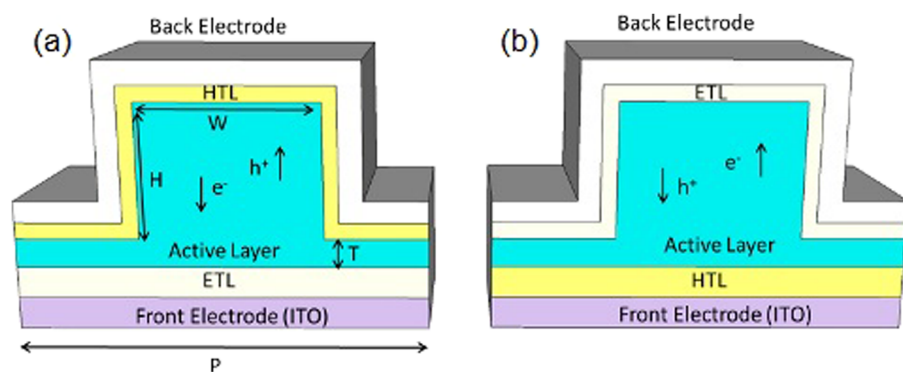 (a)
Back Electrode
HTL
W
H
h⁺
e⁻
Active Layer
T
ETL
Front Electrode (ITO)
P
(b)
Back Electrode
ETL
e⁻
h⁺
Active Layer
HTL
Front Electrode (ITO)